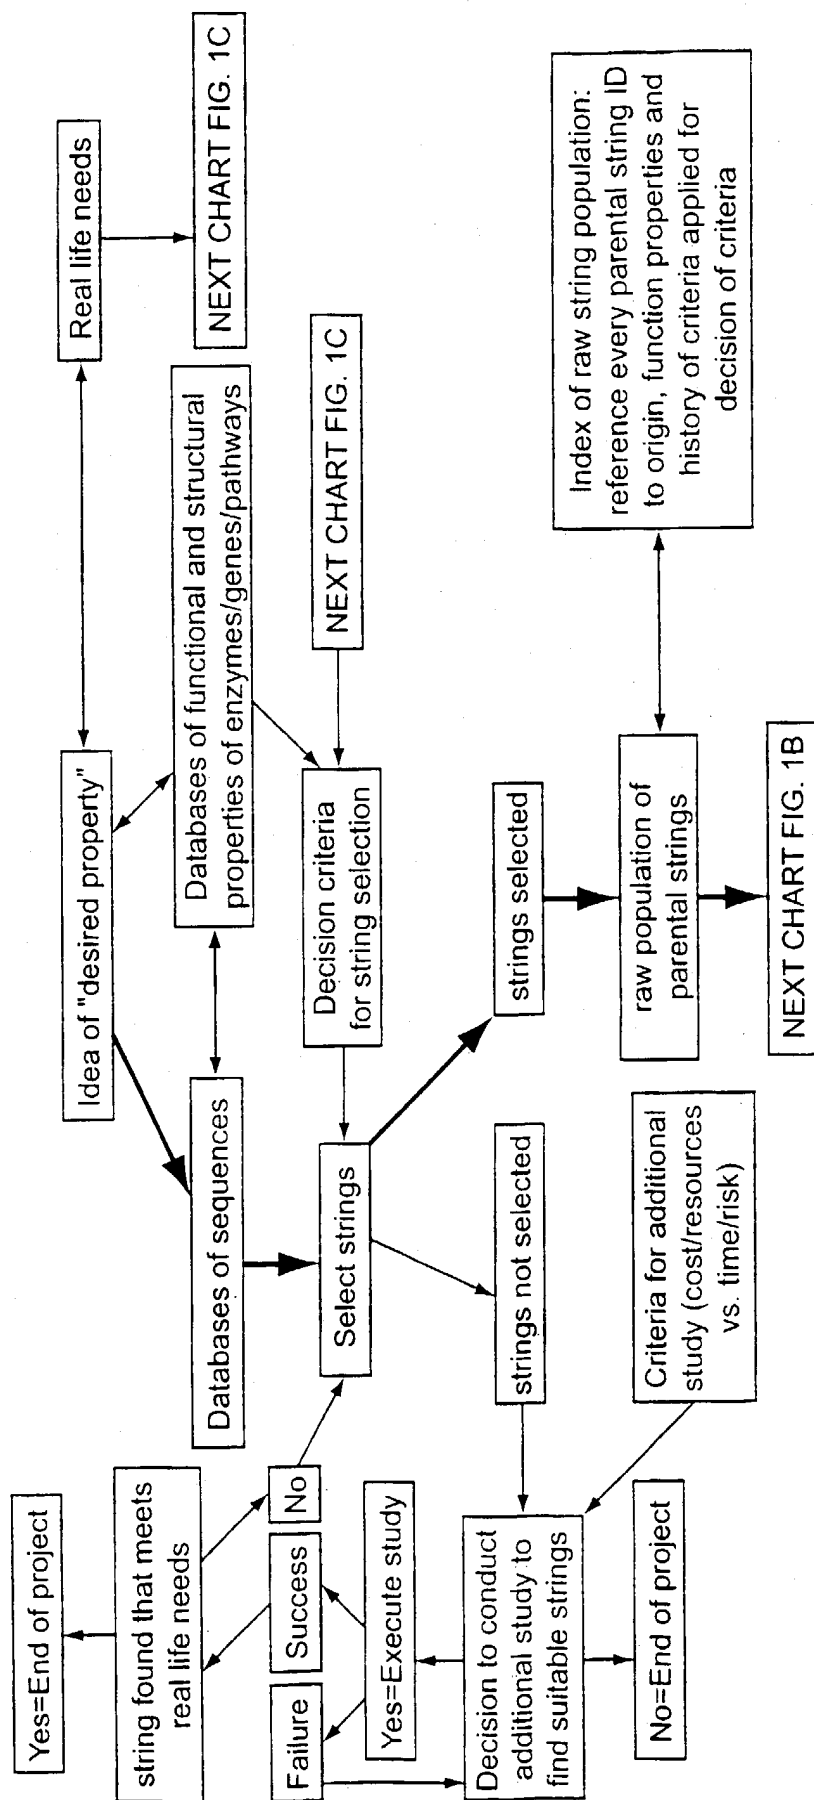 Yes=End of project
string found that meets
real life needs
No
Success
Failure
Yes=Execute study
Decision to conduct
additional study to
find suitable strings
No=End of project
Idea of "desired property"
Real life needs
NEXT CHART FIG. 1C
Databases of sequences
Databases of functional and structural
properties of enzymes/genes/pathways
Select strings
Decision criteria
for string selection
NEXT CHART FIG. 1C
strings not selected
strings selected
Criteria for additional
study (cost/resources
vs. time/risk)
raw population of
parental strings
Index of raw string population:
reference every parental string ID
to origin, function properties and
history of criteria applied for
decision of criteria
NEXT CHART FIG. 1B